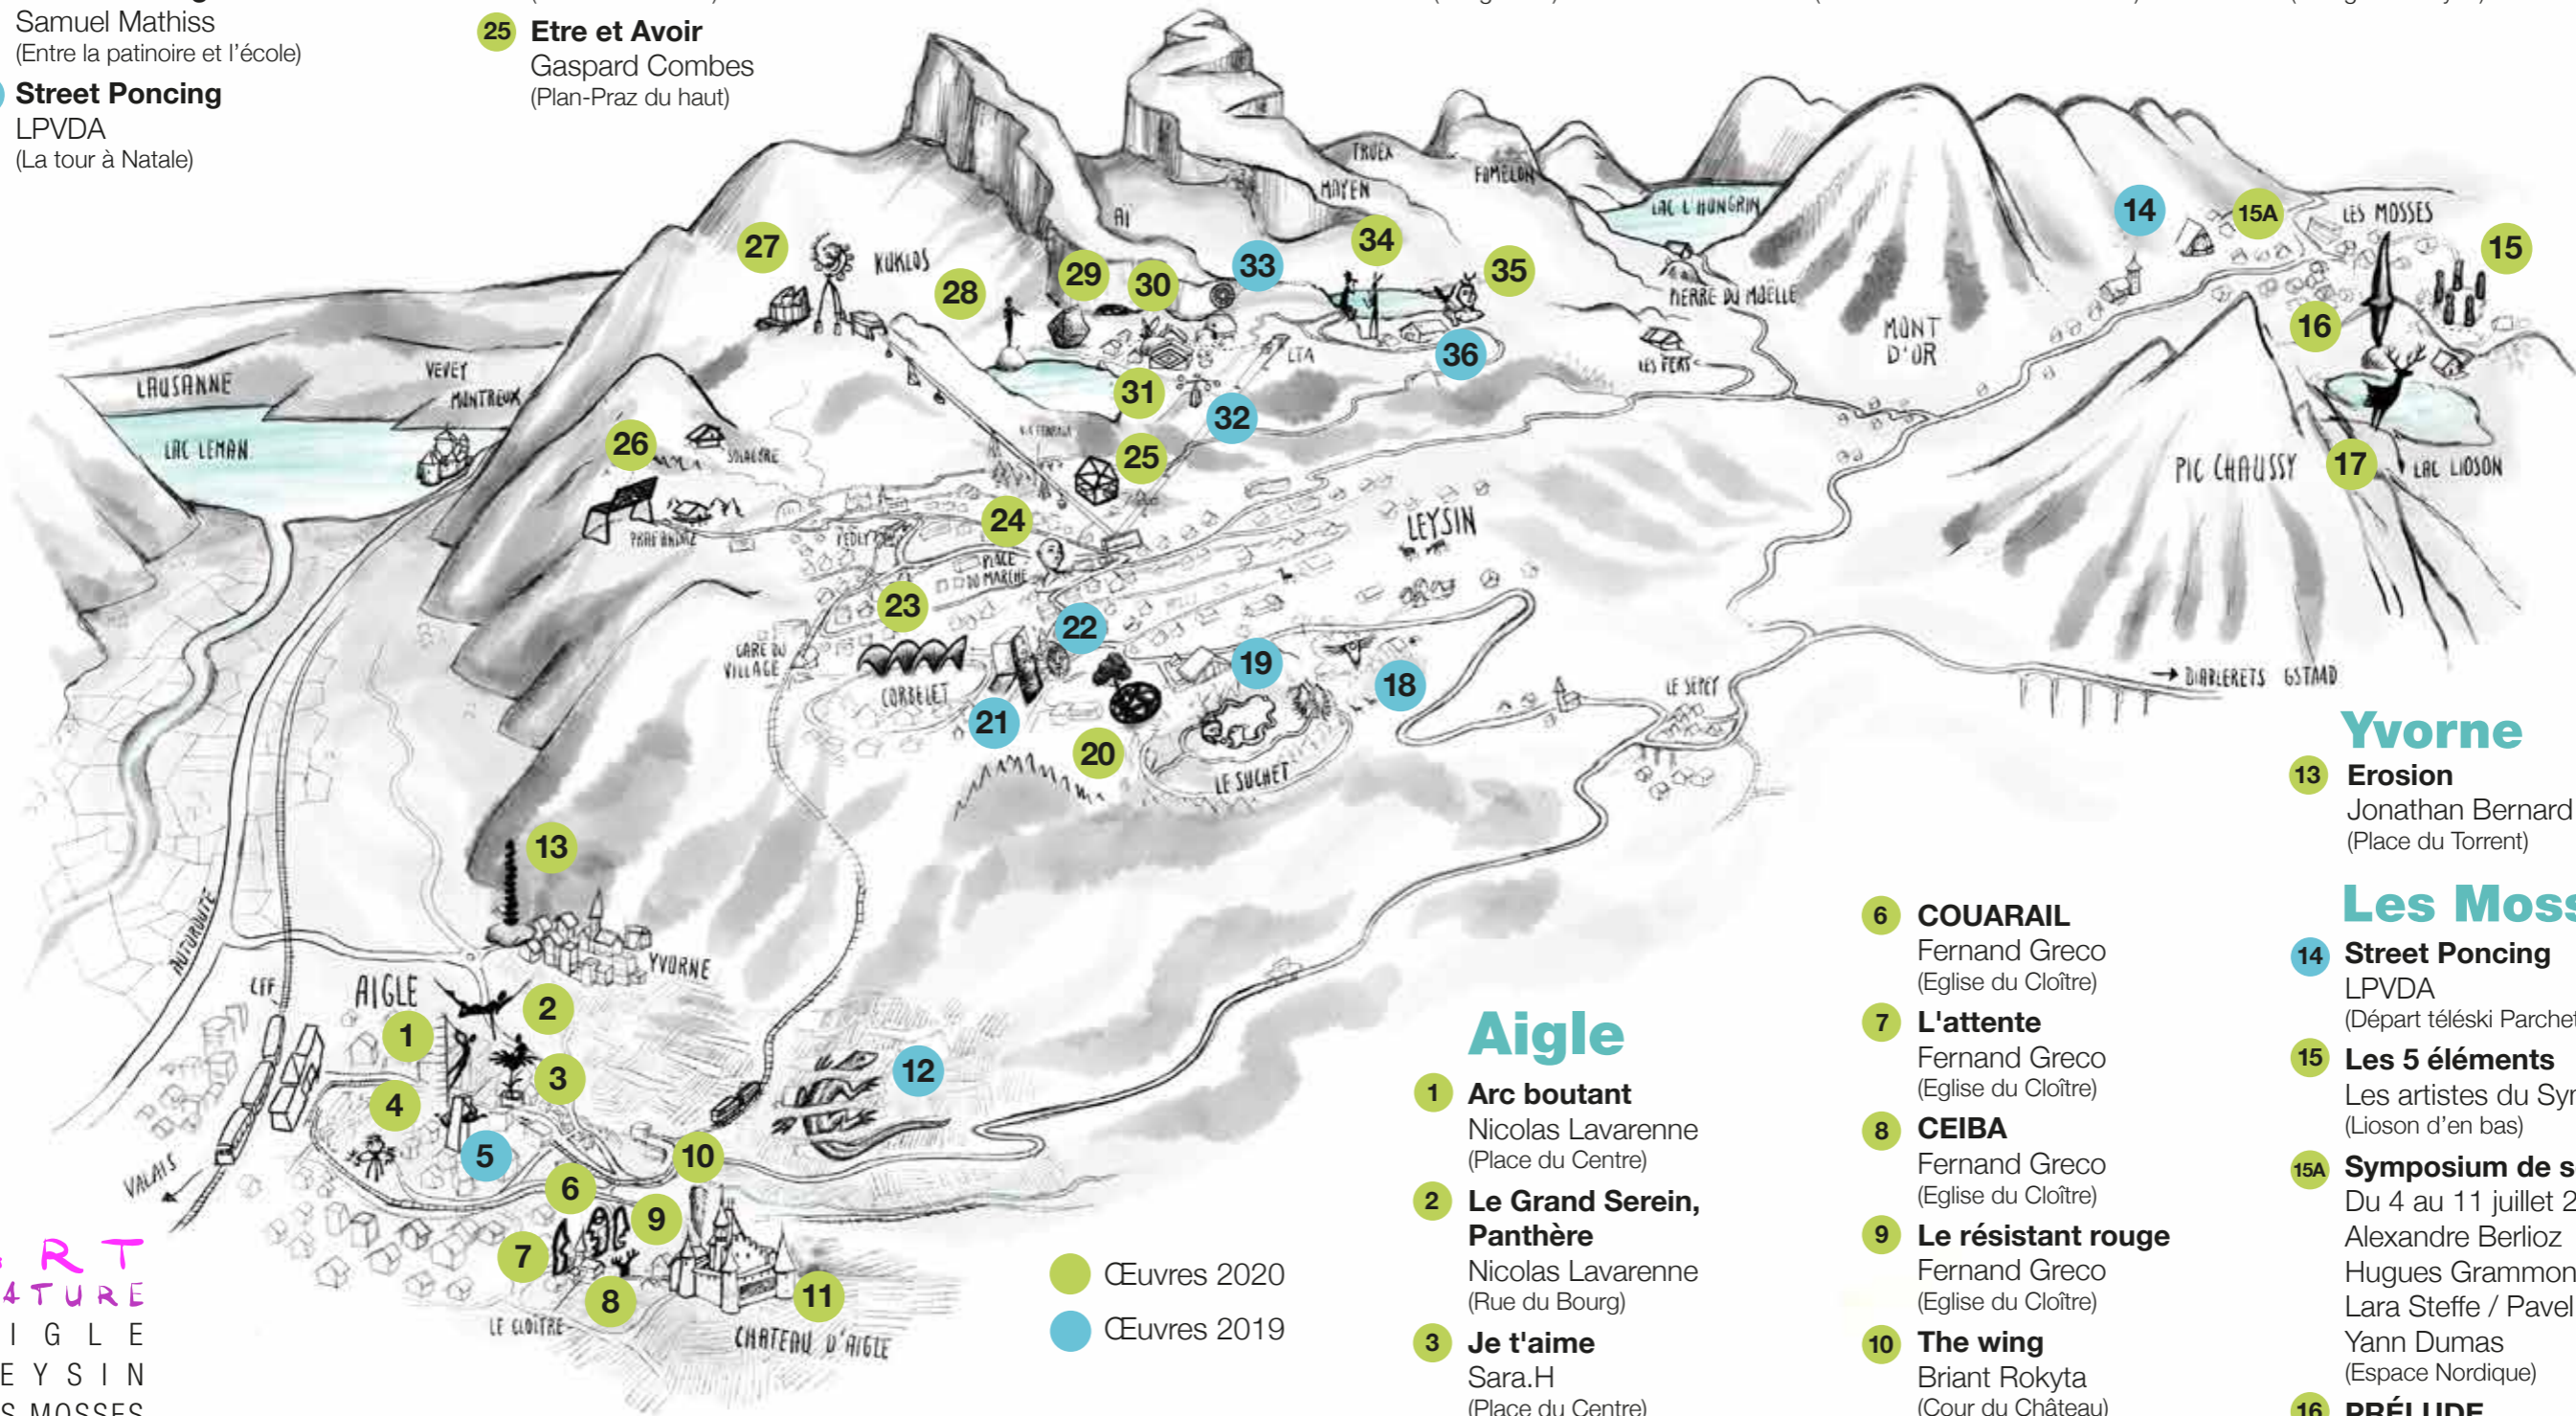 Samuel Mathiss
(Entre la patinoire et l'école)
Street Poncing
LPVDA
(La tour à Natale)
25 Etre et Avoir
Gaspard Combes
(Plan-Praz du haut)
TRUEX
MAYEN
FAMELON
AÏ
LAC L'HONGRIN
PIERRE DU MOËLLE
MONT
D'OR
14
15A
LES MOSSES
15
16
17
PIC CHAUSSY
LAC LIOSON
27
KUKLOS
28
29
30
33
34
35
36
31
32
LTA
LES FERS
LAUSANNE
VEVEY
MONTREUX
LAC LEMAN
26
SOLACYRE
25
24
PRAFANDAZ
FEDEY
PLACE
DU MARCHÉ
LEYSIN
23
22
GARE DU
VILLAGE
CORBELET
21
19
18
20
LE SUCHET
LE SEPEY
→ DIABLERETS GSTAAD
13
YVORNE
AUTOROUTE
CFF
AIGLE
1
2
3
4
5
12
10
6
9
7
8
11
VALAIS
LE CLOÎTRE
CHATEAU D'AIGLE
RT
ATURE
IGLE
EYSIN
S MOSSES
Œuvres 2020
Œuvres 2019
Aigle
1 Arc boutant
Nicolas Lavarenne
(Place du Centre)
2 Le Grand Serein,
Panthère
Nicolas Lavarenne
(Rue du Bourg)
3 Je t'aime
Sara.H
(Place du Centre)
6 COUARAIL
Fernand Greco
(Eglise du Cloître)
7 L'attente
Fernand Greco
(Eglise du Cloître)
8 CEIBA
Fernand Greco
(Eglise du Cloître)
9 Le résistant rouge
Fernand Greco
(Eglise du Cloître)
10 The wing
Briant Rokyta
(Cour du Château)
Yvorne
13 Erosion
Jonathan Bernard
(Place du Torrent)
Les Moss
14 Street Poncing
LPVDA
(Départ téléski Parchet
15 Les 5 éléments
Les artistes du Sym
(Lioson d'en bas)
15A Symposium de s
Du 4 au 11 juillet 2
Alexandre Berlioz
Hugues Grammon
Lara Steffe / Pavel
Yann Dumas
(Espace Nordique)
16 PRÉLUDE